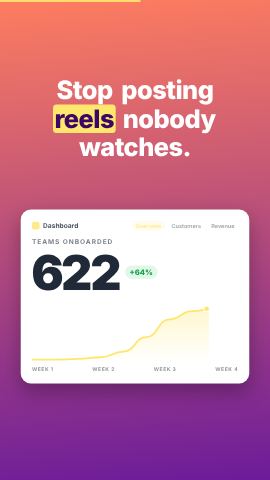 Stop posting
reels nobody
watches.
Dashboard
Overview Customers Revenue
TEAMS ONBOARDED
622 +64%
WEEK 1 WEEK 2 WEEK 3 WEEK 4